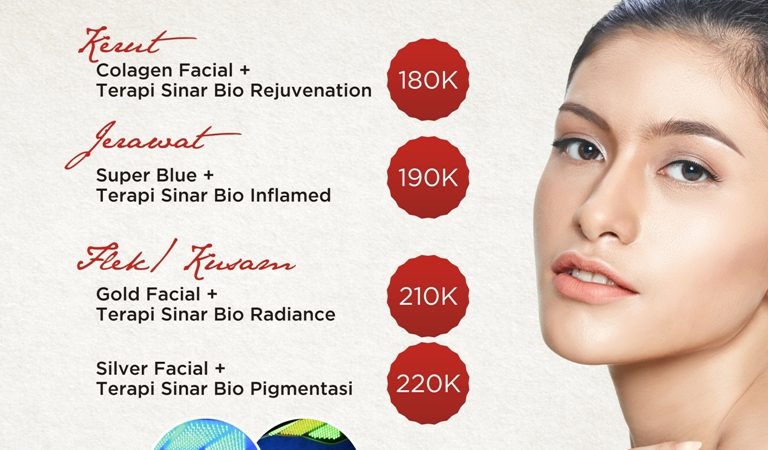 Kerut
Colagen Facial +
Terapi Sinar Bio Rejuvenation
180K
Jerawat
Super Blue +
Terapi Sinar Bio Inflamed
190K
Flek/ Kusam
Gold Facial +
Terapi Sinar Bio Radiance
210K
Silver Facial +
Terapi Sinar Bio Pigmentasi
220K